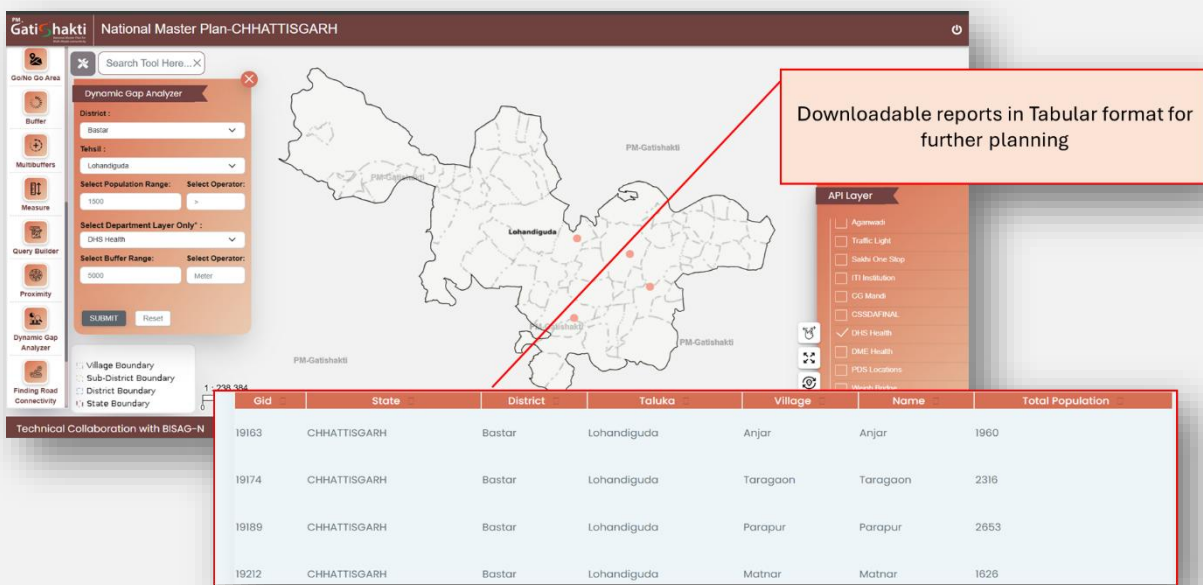 PM
GatiShakti
National Master Plan-CHHATTISGARH
Go/No Go Area
Buffer
Multibuffers
Measure
Query Builder
Proximity
Dynamic Gap
Analyzer
Finding Road
Connectivity
Search Tool Here...
Dynamic Gap Analyzer
District :
Bastar
Tehsil :
Lohandiguda
Select Population Range: Select Operator:
1500 >
Select Department Layer Only* :
DHS Health
Select Buffer Range: Select Operator:
5000 Meter
SUBMIT Reset
Village Boundary
Sub-District Boundary
District Boundary
State Boundary
1 : 238,384
0
PM-Gatishakti
PM-Gatishakti
Lohandiguda
PM-Gatishakti
PM-Gatishakti
PM-Gatishakti
Downloadable reports in Tabular format for
further planning
API Layer
Aganwadi
Traffic Light
Sakhi One Stop
ITI Institution
CG Mandi
CSSDAFINAL
DHS Health
DME Health
PDS Locations
Weigh Bridge
Technical Collaboration with BISAG-N
Gid State District Taluka Village Name Total Population
19163 CHHATTISGARH Bastar Lohandiguda Anjar Anjar 1960
19174 CHHATTISGARH Bastar Lohandiguda Taragaon Taragaon 2316
19189 CHHATTISGARH Bastar Lohandiguda Parapur Parapur 2653
19212 CHHATTISGARH Bastar Lohandiguda Matnar Matnar 1626